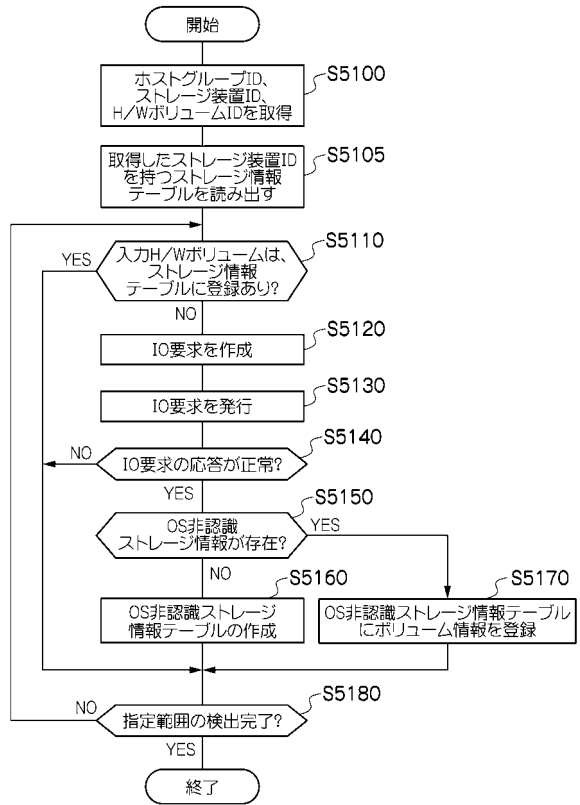 開始
ホストグループID、
ストレージ装置ID、
H/WボリュームIDを取得
S5100
取得したストレージ装置ID
を持つストレージ情報
テーブルを読み出す
S5105
入力H/Wボリュームは、
ストレージ情報
テーブルに登録あり?
S5110
YES
NO
IO要求を作成
S5120
IO要求を発行
S5130
IO要求の応答が正常?
S5140
NO
YES
OS非認識
ストレージ情報が存在?
S5150
YES
NO
OS非認識ストレージ
情報テーブルの作成
S5160
OS非認識ストレージ情報テーブル
にボリューム情報を登録
S5170
指定範囲の検出完了?
S5180
NO
YES
終了